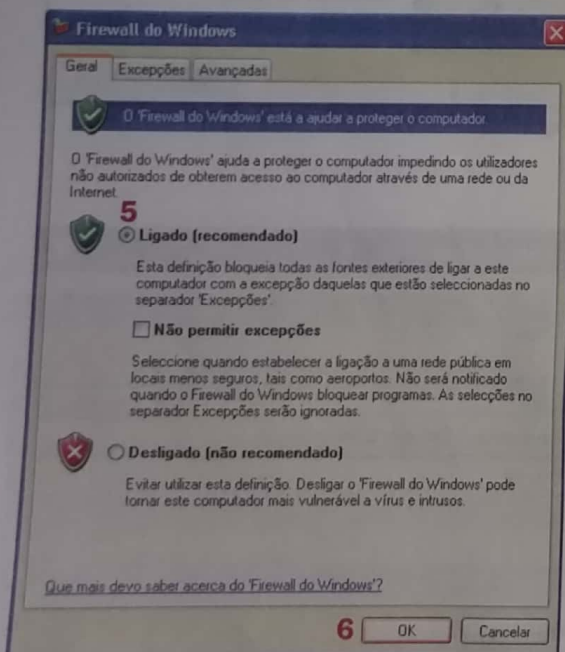 Firewall do Windows
Geral Excepções Avançadas
O 'Firewall do Windows' está a ajudar a proteger o computador.
O 'Firewall do Windows' ajuda a proteger o computador impedindo os utilizadores
não autorizados de obterem acesso ao computador através de uma rede ou da
Internet.
5
Ligado (recomendado)
Esta definição bloqueia todas as fontes exteriores de ligar a este
computador com a excepção daquelas que estão seleccionadas no
separador 'Excepções'.
Não permitir excepções
Seleccione quando estabelecer a ligação a uma rede pública em
locais menos seguros, tais como aeroportos. Não será notificado
quando o Firewall do Windows bloquear programas. As selecções no
separador Excepções serão ignoradas.
Desligado (não recomendado)
Evitar utilizar esta definição. Desligar o 'Firewall do Windows' pode
tornar este computador mais vulnerável a vírus e intrusos.
Que mais devo saber acerca do 'Firewall do Windows'?
6 OK Cancelar